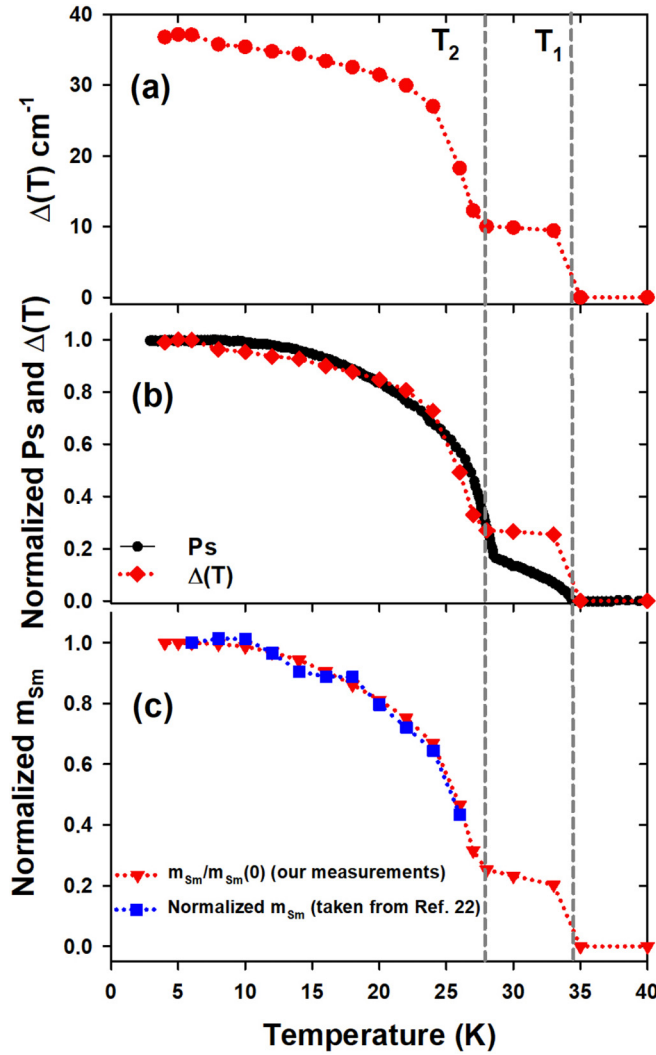 40
30
20
10
0
Δ(T) cm⁻¹
(a)
T₂
T₁
1.0
0.8
0.6
0.4
0.2
0.0
Normalized Ps and Δ(T)
(b)
Ps
Δ(T)
1.0
0.8
0.6
0.4
0.2
0.0
Normalized mSm
(c)
mSm/mSm(0) (our measurements)
Normalized mSm (taken from Ref. 22)
0 5 10 15 20 25 30 35 40
Temperature (K)